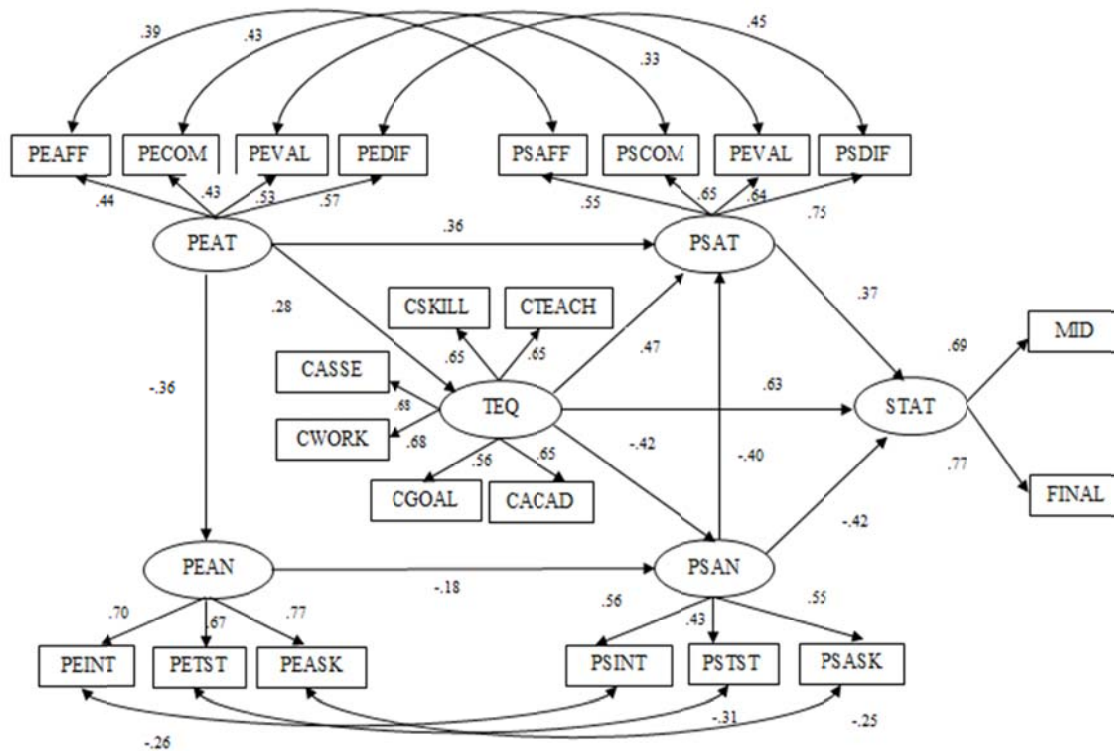 .39 .43 .45
.33
PEAFF PECOM PEVAL PEDIF PSAFF PSCOM PEVAL PSDIF
.44 .43 .53 .57 .55 .65 .64 .75
PEAT .36 PSAT
.28 CSKILL CTEACH .37
.65 .65 .47 .69 MID
CASSE
-.36 .68 TEQ .63 STAT
CWORK .68
.56 .65 -.42 -.40 .77
CGOAL CACAD FINAL
-.42
PEAN -.18 PSAN
.70 .67 .77 .56 .43 .55
PEINT PETST PEASK PSINT PSTST PSASK
-.26 -.31 -.25